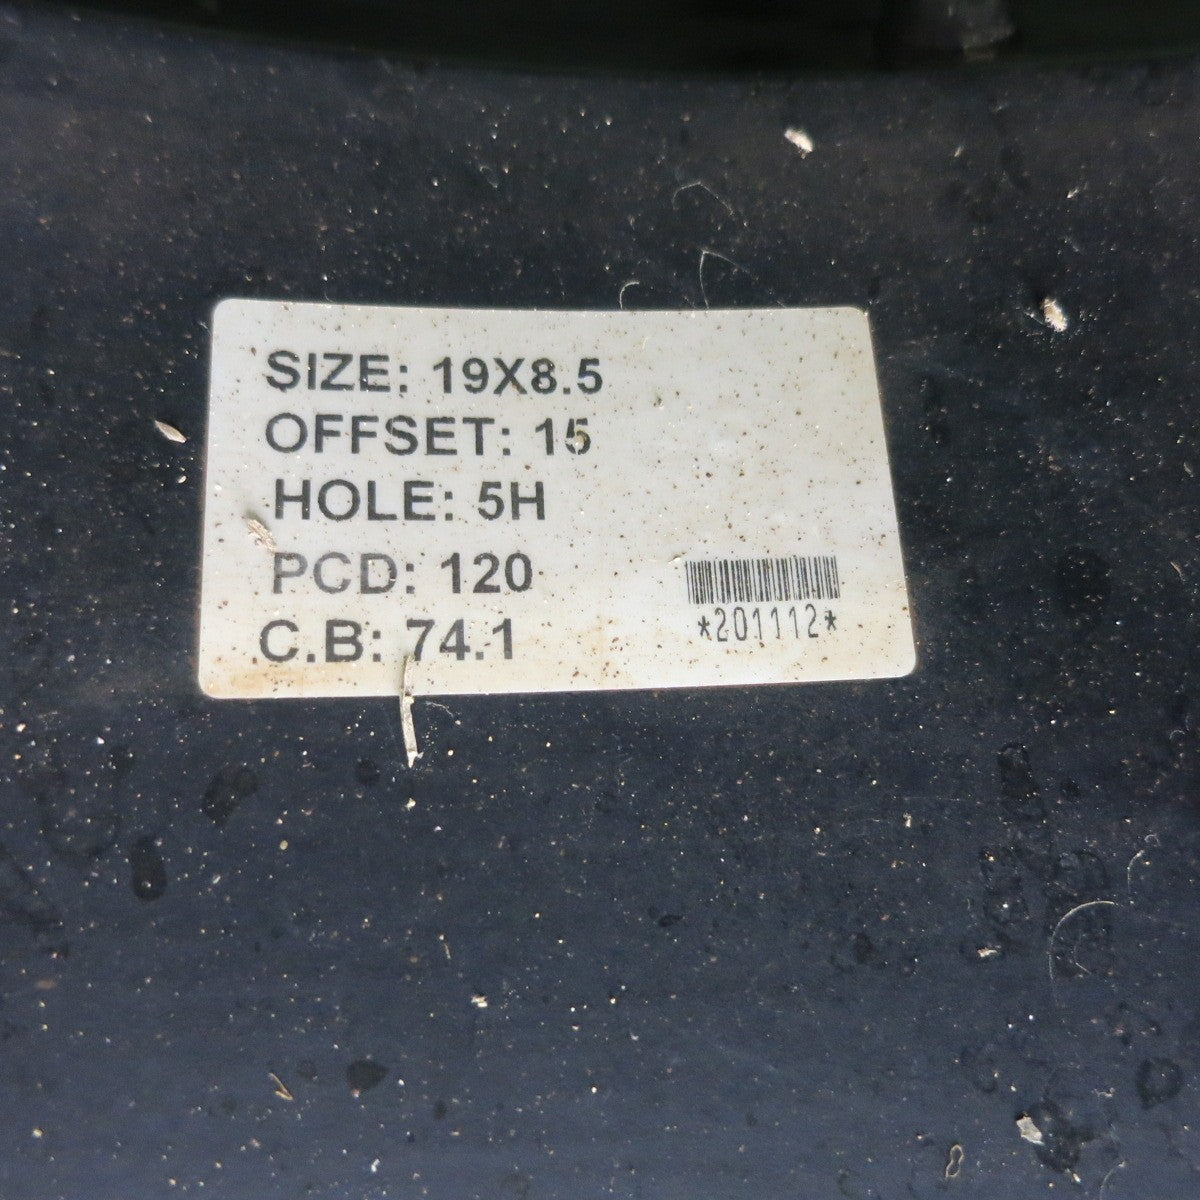 SIZE: 19X8.5
OFFSET: 15
HOLE: 5H
PCD: 120
C.B: 74.1
*201112*